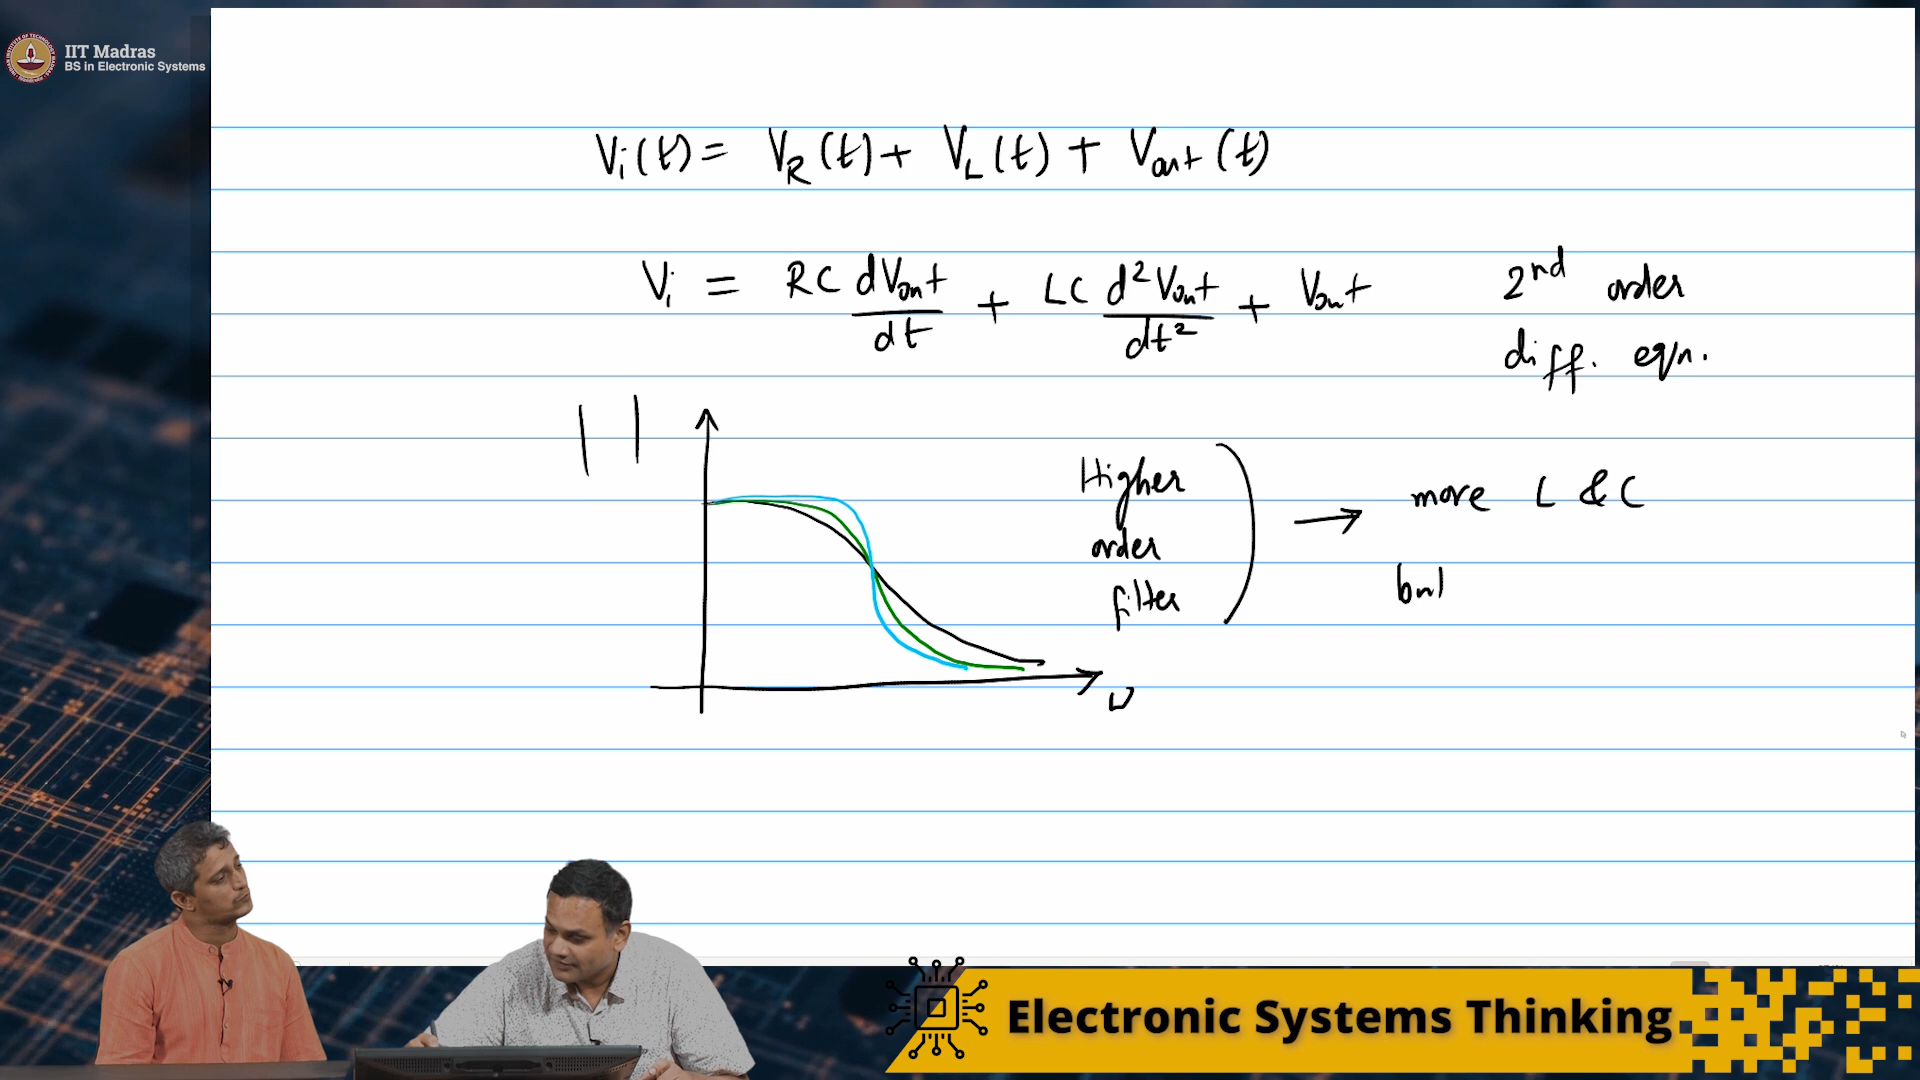 IIT Madras
BS in Electronic Systems
Vi(t) = VR(t) + VL(t) + Vout(t)
Vi = RC dVout/dt + LC d²Vout/dt² + Vout
2nd order
diff. eqn.
| |
Higher
order
filter
→ more L & C
ω
Electronic Systems Thinking